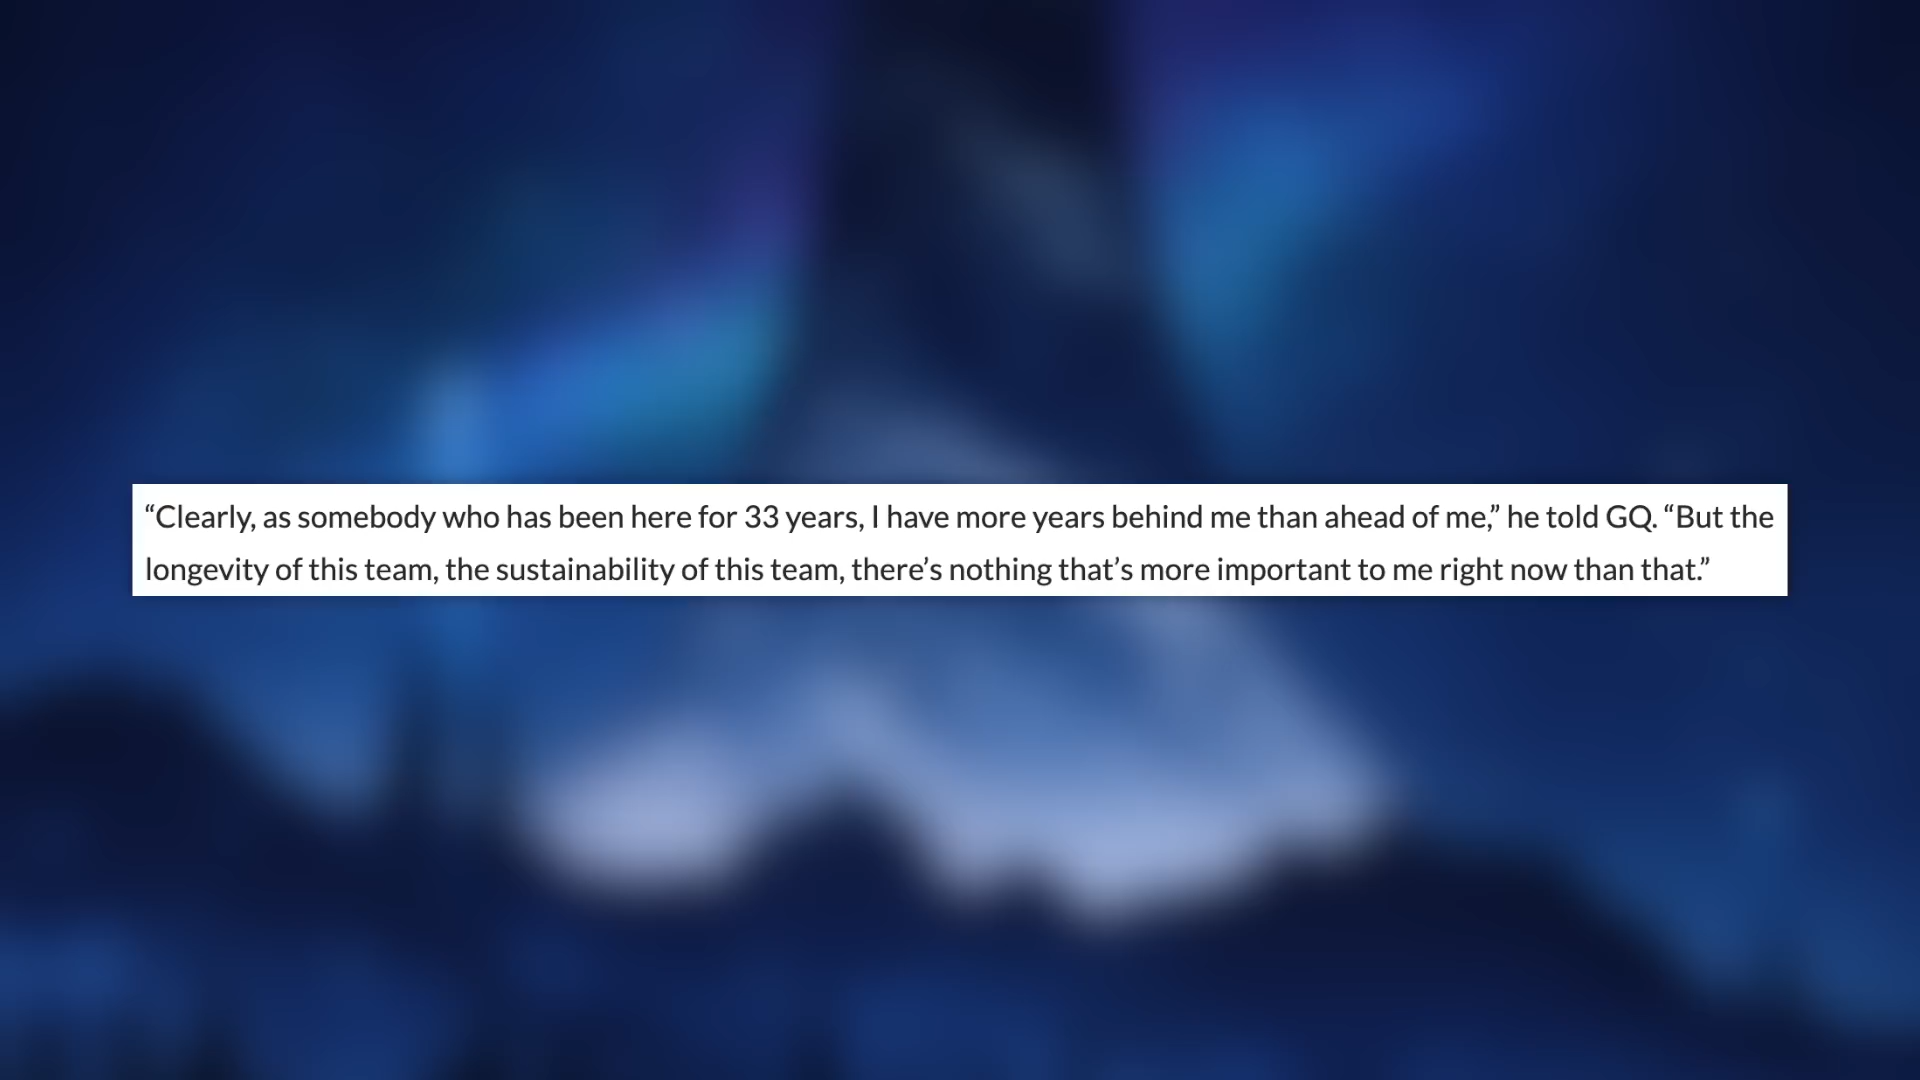 “Clearly, as somebody who has been here for 33 years, I have more years behind me than ahead of me,” he told GQ. “But the
longevity of this team, the sustainability of this team, there’s nothing that’s more important to me right now than that.”